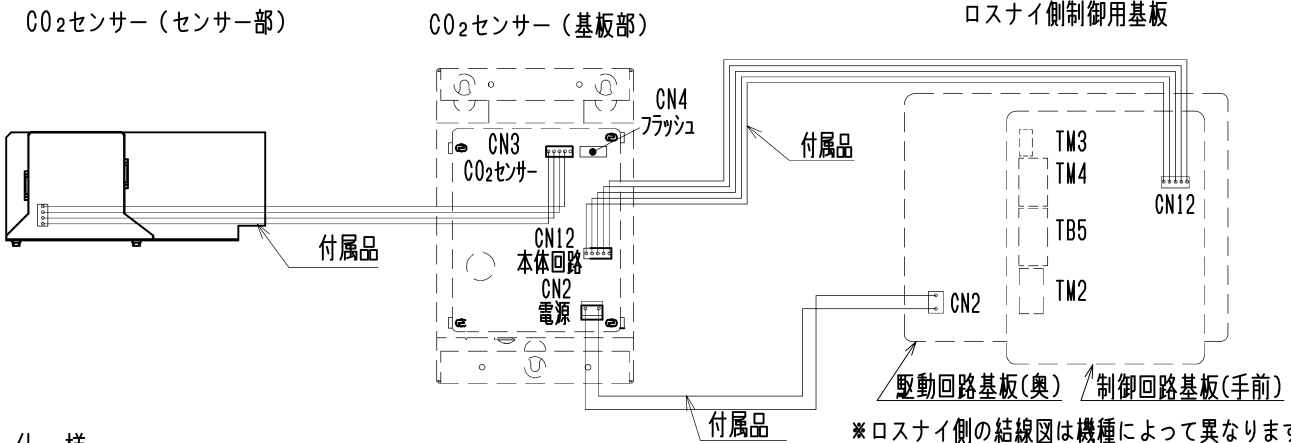 CO₂センサー（センサー部）
CO₂センサー（基板部）
ロスナイ側制御用基板
CN4
フラッシュ
CN3
CO₂センサー
付属品
TM3
TM4
CN12
TB5
付属品
CN12
本体回路
CN2
電源
TM2
CN2
駆動回路基板(奥)
制御回路基板(手前)
付属品
※ロスナイ側の結線図は機種によって異なります